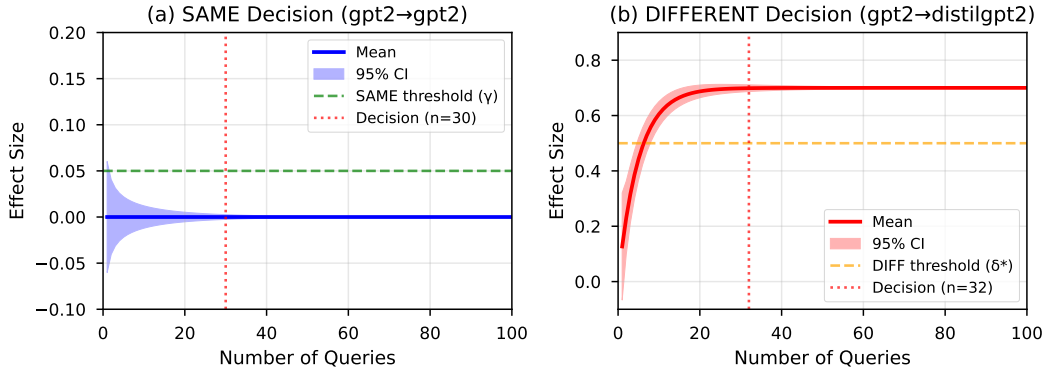 (a) SAME Decision (gpt2→gpt2)
0.20
0.15
0.10
0.05
0.00
−0.05
−0.10
Effect Size
0 20 40 60 80 100
Number of Queries
Mean
95% CI
SAME threshold (γ)
Decision (n=30)
(b) DIFFERENT Decision (gpt2→distilgpt2)
0.8
0.6
0.4
0.2
0.0
Effect Size
0 20 40 60 80 100
Number of Queries
Mean
95% CI
DIFF threshold (δ*)
Decision (n=32)